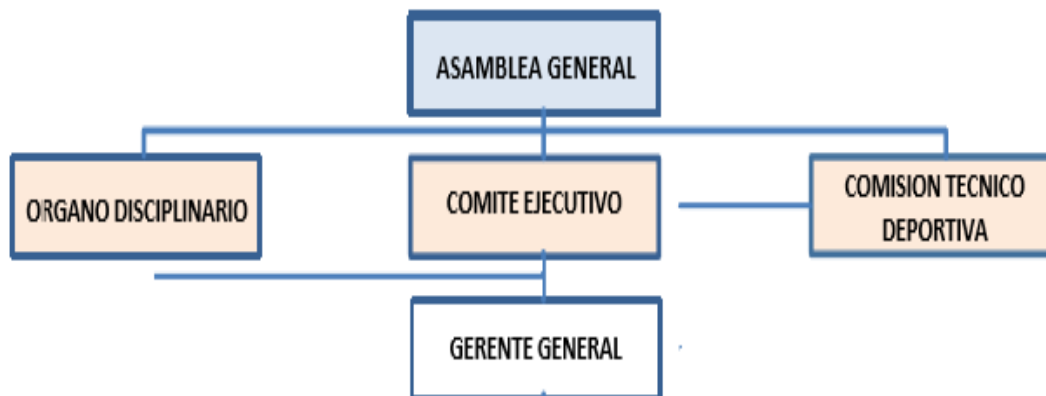 ASAMBLEA GENERAL
ORGANO DISCIPLINARIO
COMITE EJECUTIVO
COMISION TECNICO
DEPORTIVA
GERENTE GENERAL